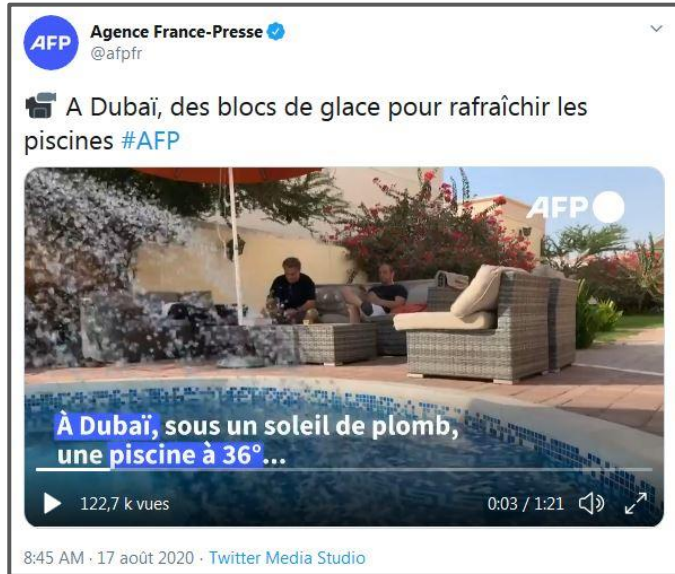 AFP
Agence France-Presse
@afpfr
A Dubaï, des blocs de glace pour rafraîchir les
piscines #AFP
AFP
À Dubaï, sous un soleil de plomb,
une piscine à 36°...
122,7 k vues
0:03 / 1:21
8:45 AM · 17 août 2020 · Twitter Media Studio